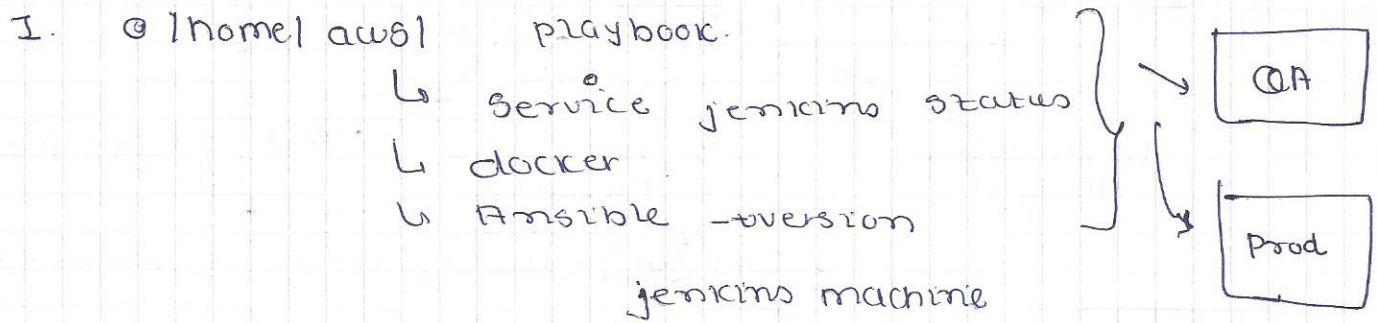 I. @ /home/aws/ playbook.
↳ service jenkins status
QA
↳ docker
↳ Ansible --version
Prod
jenkins machine